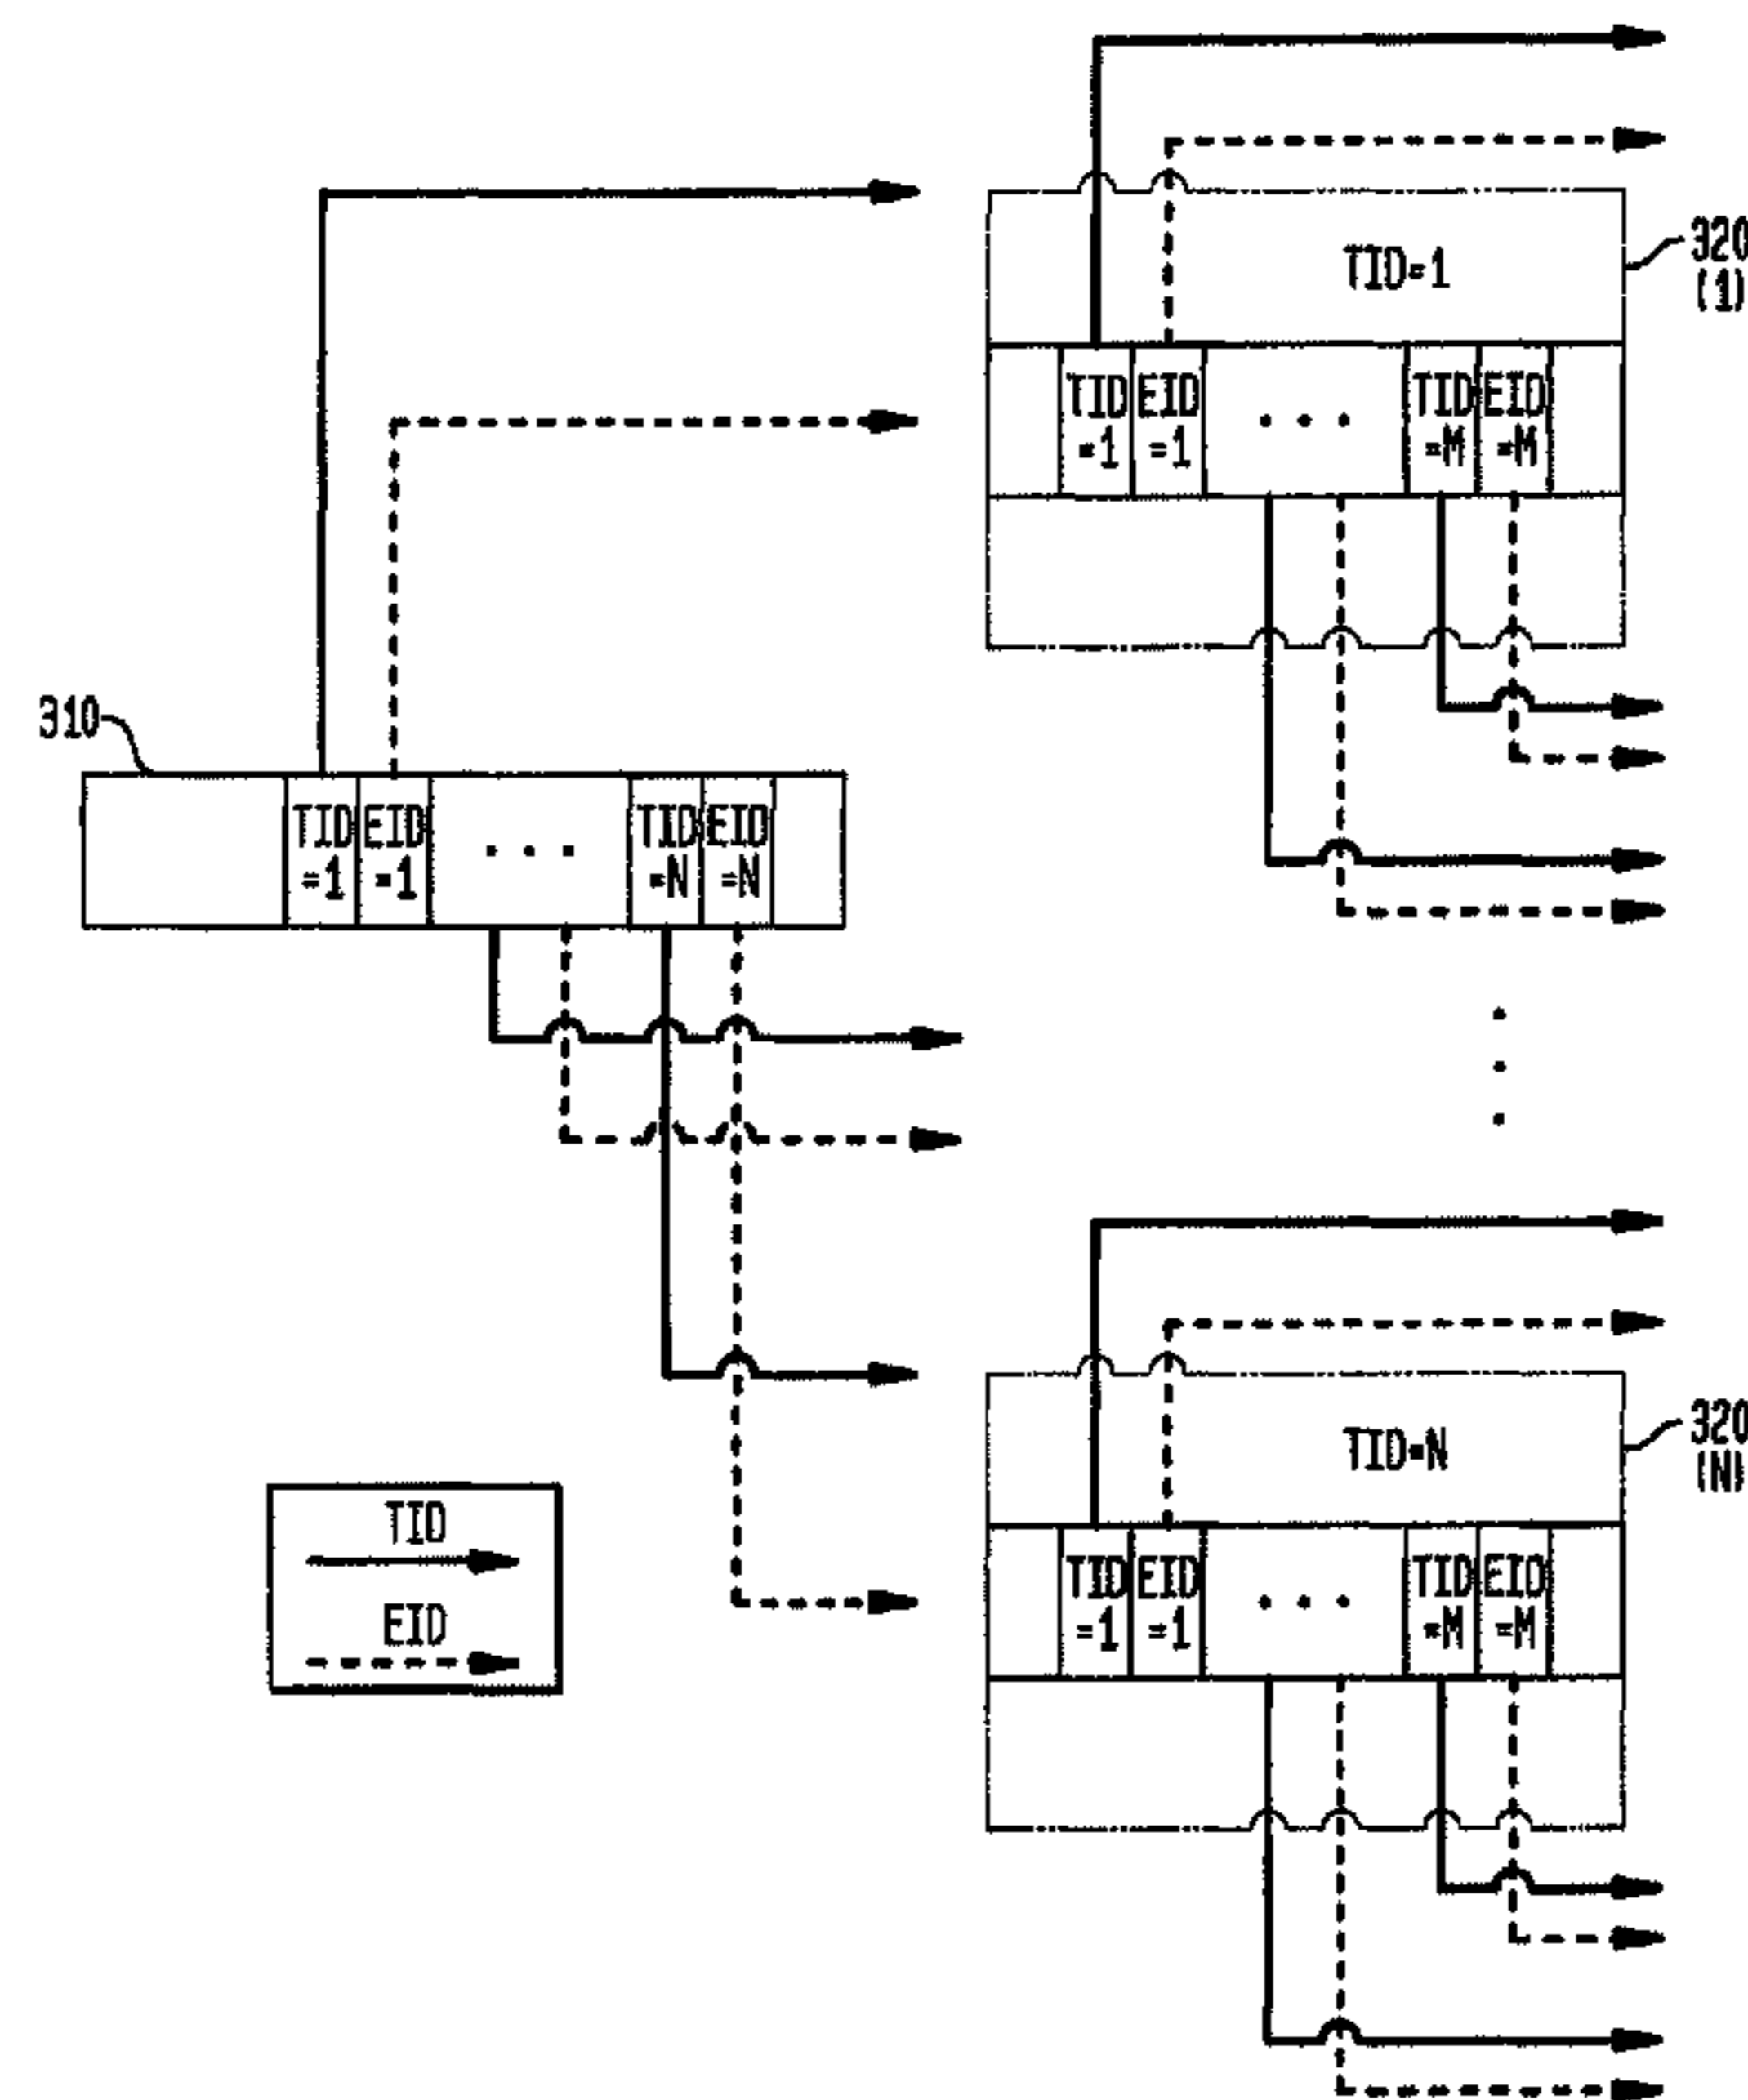 TID=1
320
(1)
TID
=1
EID
=1
. . .
TID
=M
EID
=M
310
TID
=1
EID
=1
. . .
TID
=N
EID
=N
TID=N
320
(N)
TID
=1
EID
=1
. . .
TID
=M
EID
=M
TID
EID